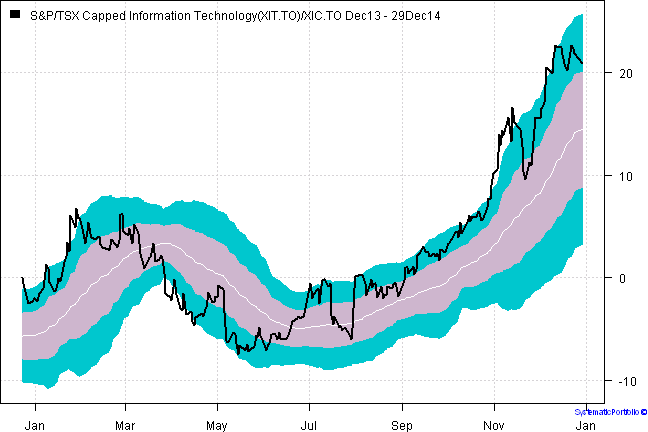 S&P/TSX Capped Information Technology(XIT.TO)/XIC.TO Dec13 - 29Dec14
20
10
0
-10
SystematicPortfolio ©
Jan Mar May Jul Sep Nov Jan